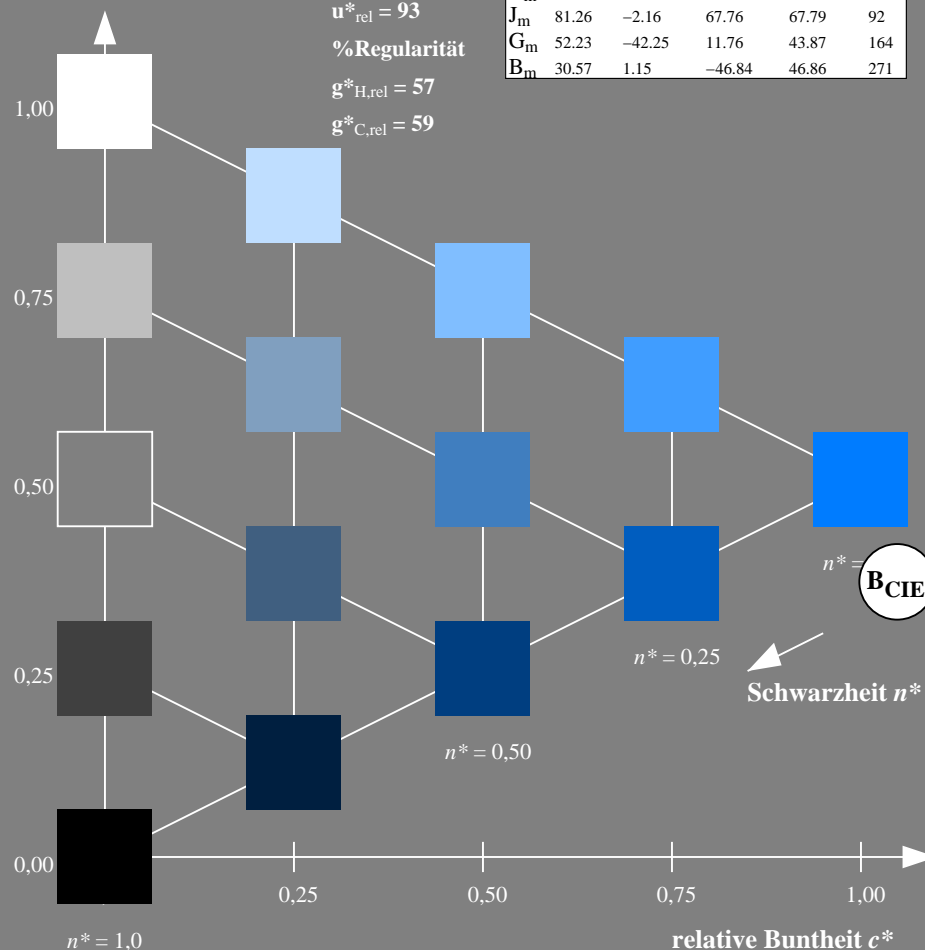 u*rel = 93
%Regularität
g*H,rel = 57
g*C,rel = 59
Jm 81.26 −2.16 67.76 67.79 92
Gm 52.23 −42.25 11.76 43.87 164
Bm 30.57 1.15 −46.84 46.86 271
1,00
0,75
0,50
0,25
0,00
n* =
BCIE
n* = 0,25
Schwarzheit n*
n* = 0,50
0,25 0,50 0,75 1,00
n* = 1,0
relative Buntheit c*